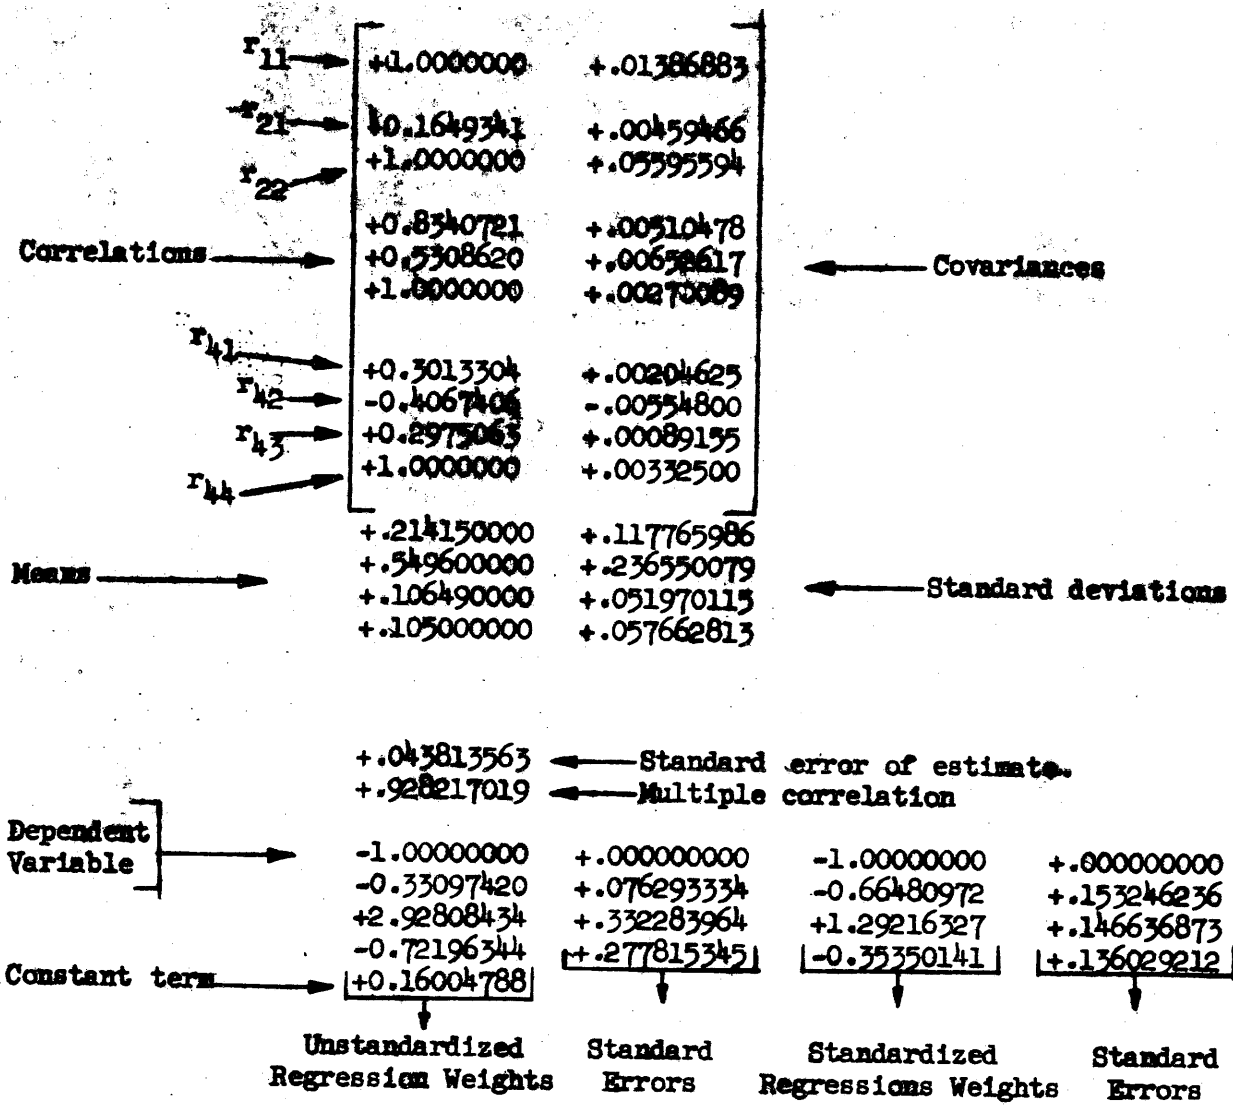 r11 +1.0000000 +.01386883
r21 +0.1649341 +.00459466
r22 +1.0000000 +.05595594
+0.8340721 +.00510478
Correlations +0.5308620 +.00652617 Covariances
+1.0000000 +.00270089
r41 +0.3013304 +.00204625
r42 -0.4067406 -.00554800
r43 +0.2975063 +.00089155
r44 +1.0000000 +.00332500
+.214150000 +.117765986
Means +.549600000 +.236550079 Standard deviations
+.106490000 +.051970115
+.105000000 +.057662813
+.043813563 Standard error of estimate.
+.928217019 Multiple correlation
Dependent
Variable
-1.00000000 +.000000000 -1.00000000 +.000000000
-0.33097420 +.076293334 -0.66480972 +.153246236
+2.92808434 +.332283964 +1.29216327 +.146636873
-0.72196344 +.277815345 -0.35350141 +.136029212
Constant term +0.16004788
Unstandardized
Regression Weights
Standard
Errors
Standardized
Regressions Weights
Standard
Errors